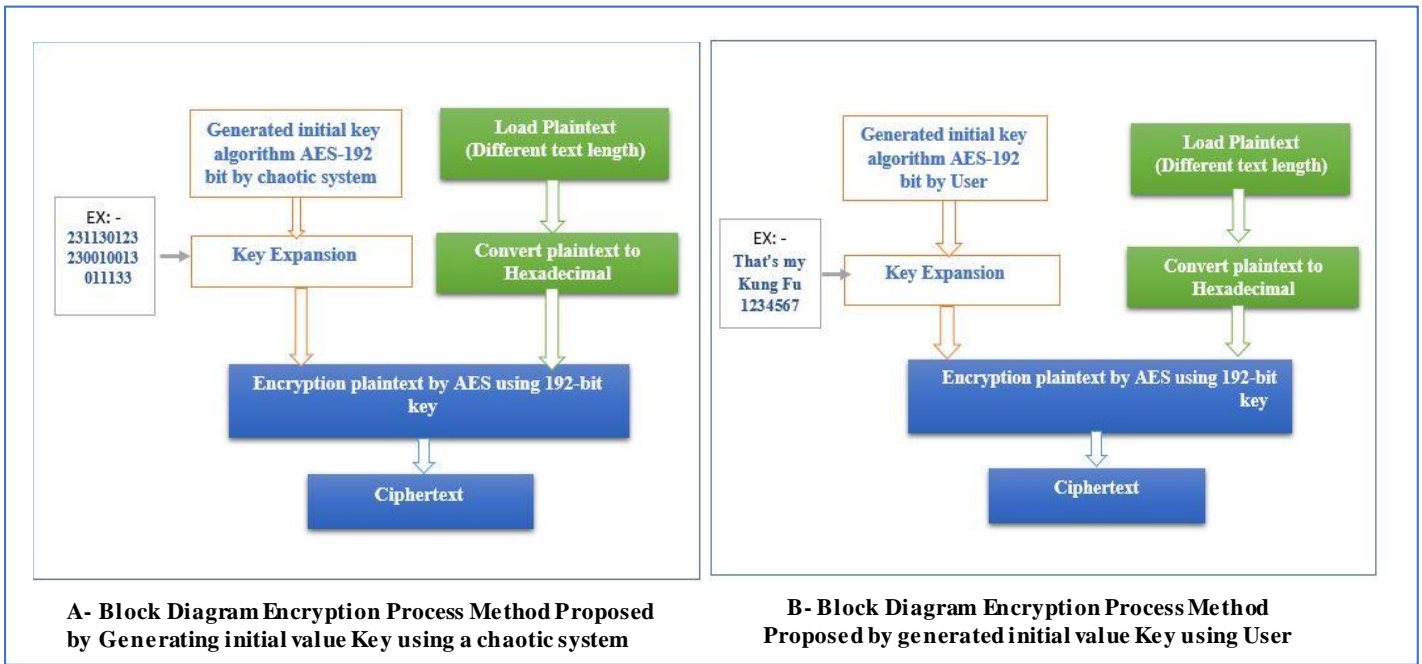 Generated initial key
algorithm AES-192
bit by chaotic system
Load Plaintext
(Different text length)
EX: -
231130123
230010013
011133
Key Expansion
Convert plaintext to
Hexadecimal
Encryption plaintext by AES using 192-bit
key
Ciphertext
A- Block Diagram Encryption Process Method Proposed
by Generating initial value Key using a chaotic system
Generated initial key
algorithm AES-192
bit by User
Load Plaintext
(Different text length)
EX: -
That's my
Kung Fu
1234567
Key Expansion
Convert plaintext to
Hexadecimal
Encryption plaintext by AES using 192-bit
key
Ciphertext
B- Block Diagram Encryption Process Method
Proposed by generated initial value Key using User